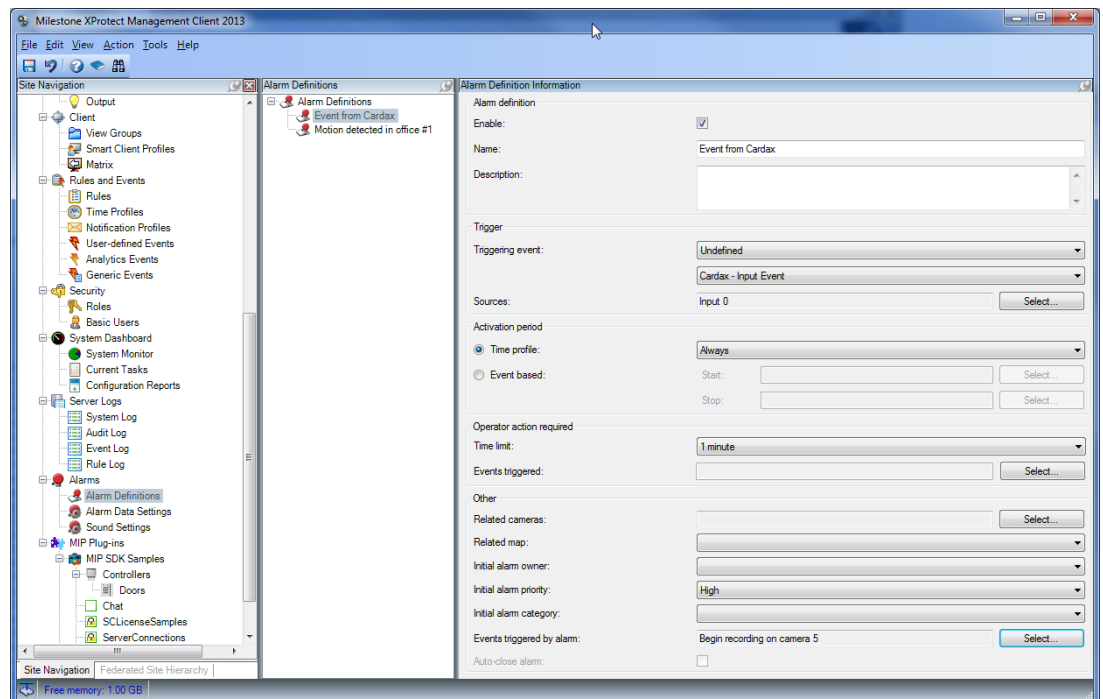 Milestone XProtect Management Client 2013
File Edit View Action Tools Help
Site Navigation
Output
Client
View Groups
Smart Client Profiles
Matrix
Rules and Events
Rules
Time Profiles
Notification Profiles
User-defined Events
Analytics Events
Generic Events
Security
Roles
Basic Users
System Dashboard
System Monitor
Current Tasks
Configuration Reports
Server Logs
System Log
Audit Log
Event Log
Rule Log
Alarms
Alarm Definitions
Alarm Data Settings
Sound Settings
MIP Plug-ins
MIP SDK Samples
Controllers
Doors
Chat
SCLicenseSamples
ServerConnections
Site Navigation Federated Site Hierarchy
Alarm Definitions
Alarm Definitions
Event from Cardax
Motion detected in office #1
Alarm Definition Information
Alarm definition
Enable:
Name: Event from Cardax
Description:
Trigger
Triggering event: Undefined
Cardax - Input Event
Sources: Input 0 Select...
Activation period
Time profile: Always
Event based: Start: Select...
Stop: Select...
Operator action required
Time limit: 1 minute
Events triggered: Select...
Other
Related cameras: Select...
Related map:
Initial alarm owner:
Initial alarm priority: High
Initial alarm category:
Events triggered by alarm: Begin recording on camera 5 Select...
Auto-close alarm:
Free memory: 1.00 GB